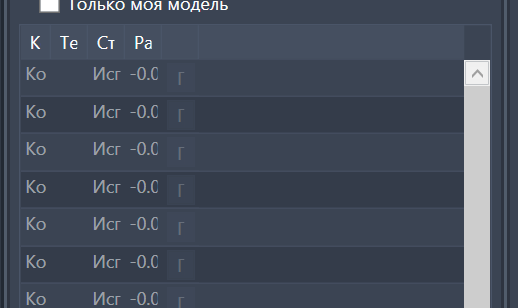 Только моя модель
К Те Ст Ра
Ко Исг -0.0 Г
Ко Исг -0.0 Г
Ко Исг -0.0 Г
Ко Исг -0.0 Г
Ко Исг -0.0 Г
Ко Исг -0.0 Г
Ко Исг -0.0 Г